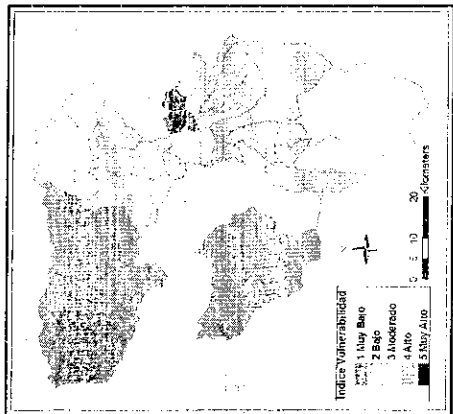 Indice Vulnerabilidad
1 Muy Bajo
2 Bajo
3 Moderado
4 Alto
5 Muy Alto
0 5 10 20
Kilometers